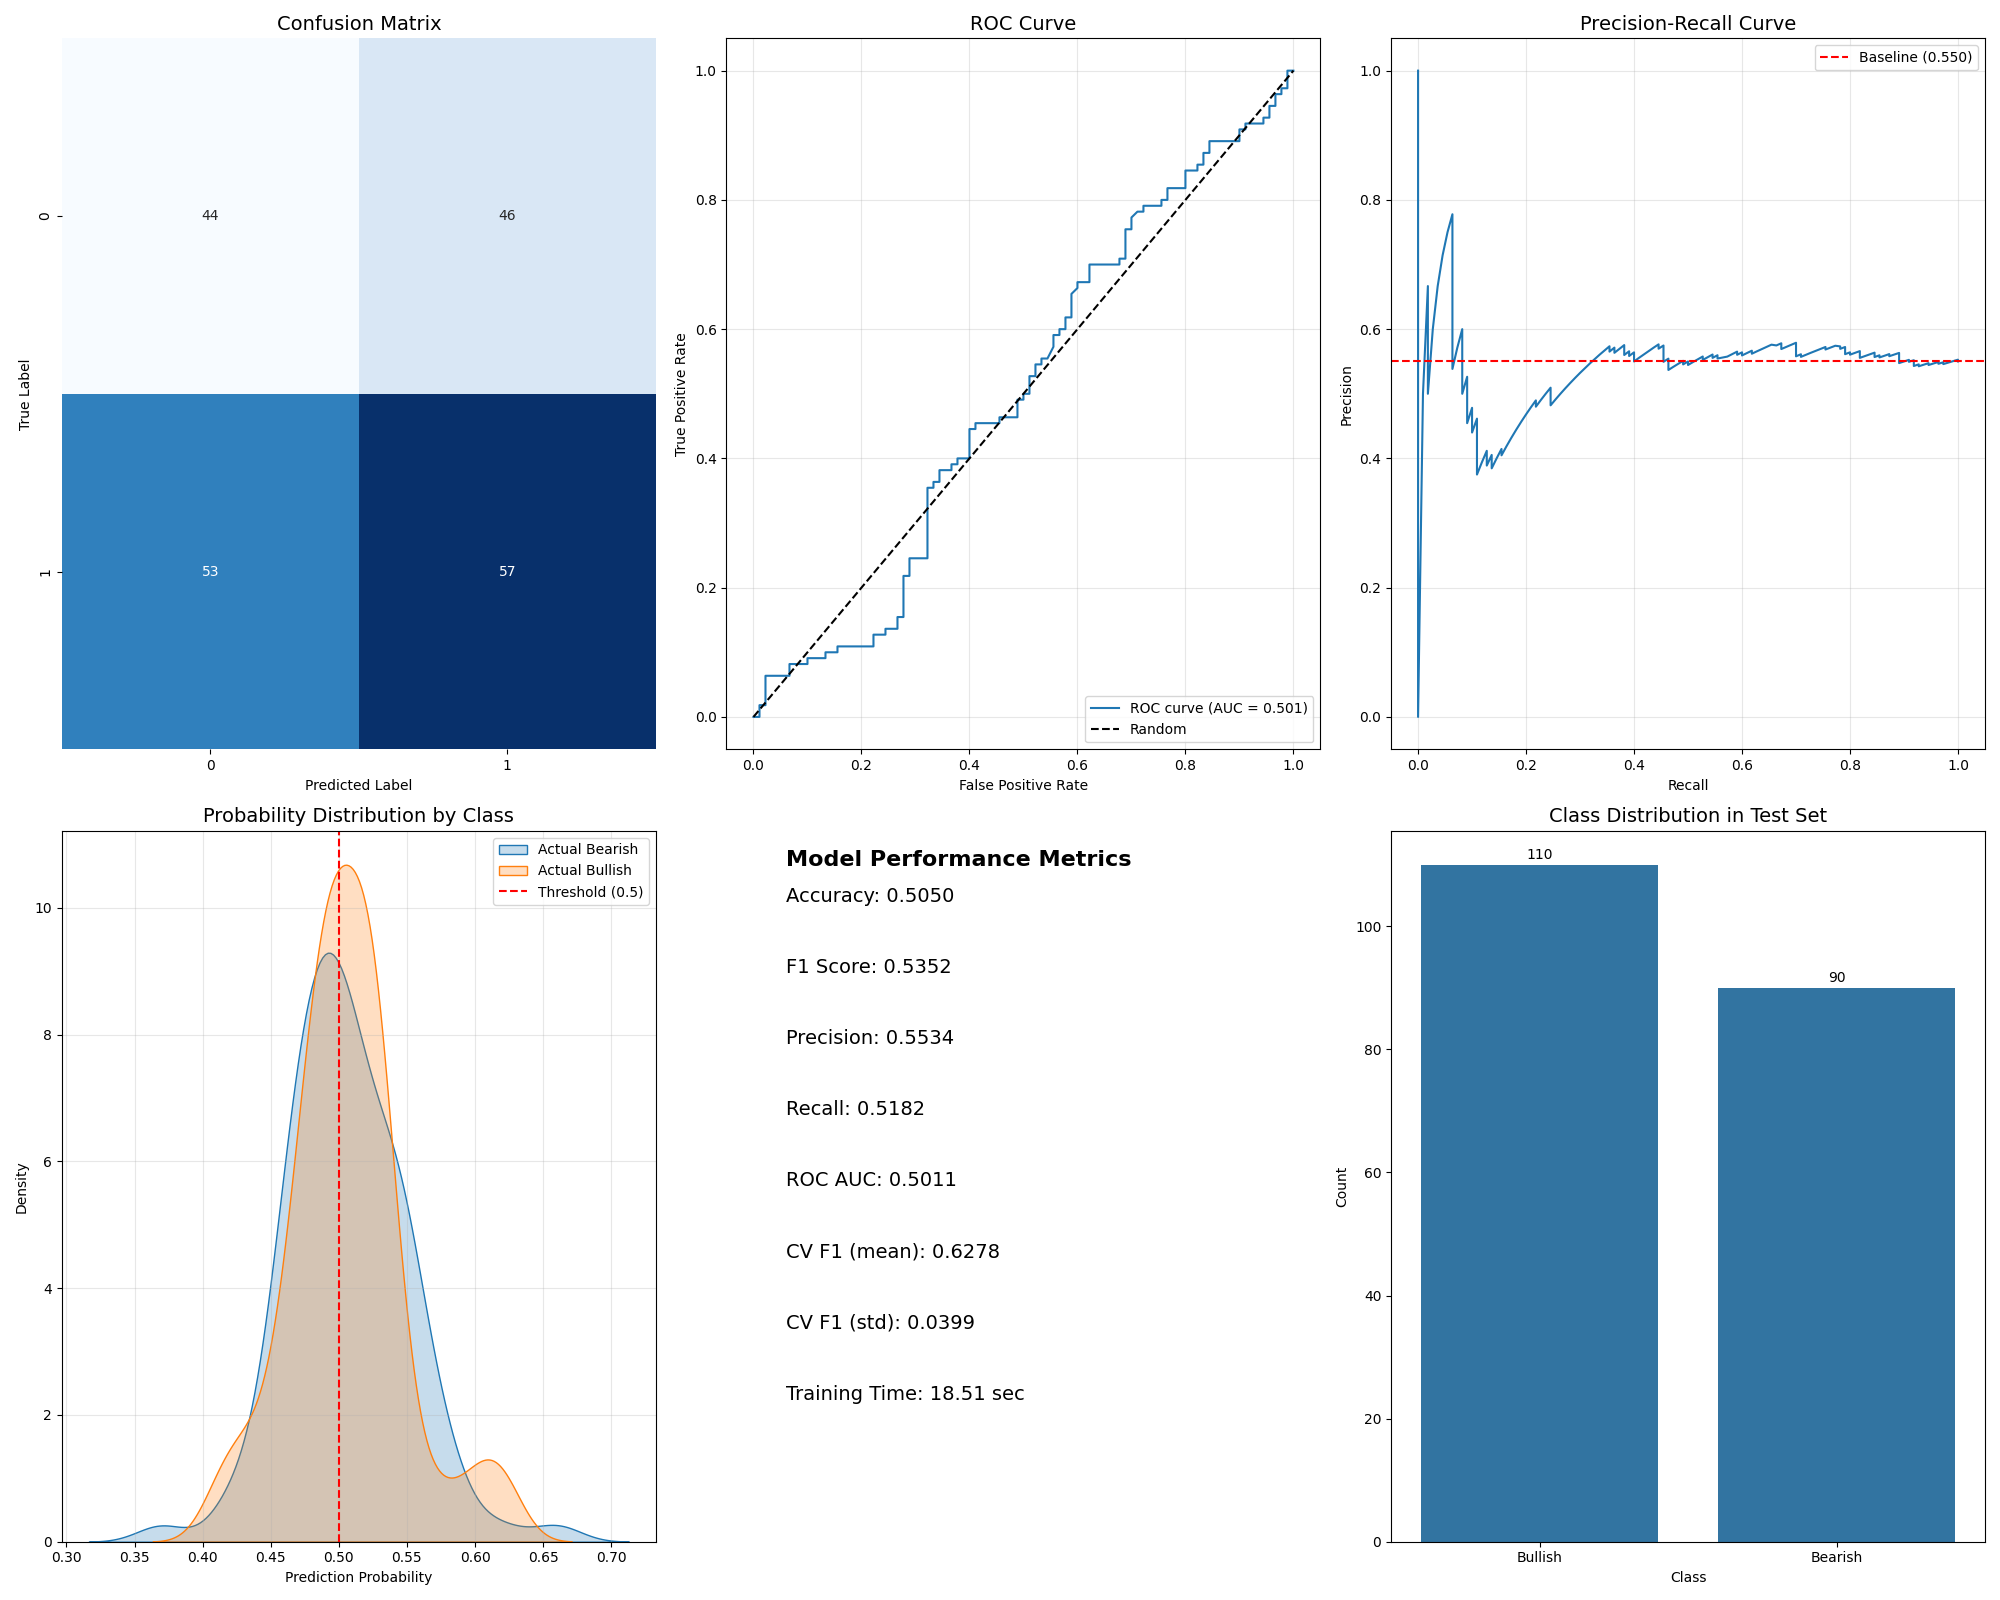 Confusion Matrix
44
46
53
57
0
1
True Label
0
1
Predicted Label
ROC Curve
1.0
0.8
0.6
0.4
0.2
0.0
True Positive Rate
ROC curve (AUC = 0.501)
Random
0.0
0.2
0.4
0.6
0.8
1.0
False Positive Rate
Precision-Recall Curve
Baseline (0.550)
1.0
0.8
0.6
0.4
0.2
0.0
Precision
0.0
0.2
0.4
0.6
0.8
1.0
Recall
Probability Distribution by Class
Actual Bearish
Actual Bullish
Threshold (0.5)
10
8
6
4
2
0
Density
0.30
0.35
0.40
0.45
0.50
0.55
0.60
0.65
0.70
Prediction Probability
Model Performance Metrics
Accuracy: 0.5050
F1 Score: 0.5352
Precision: 0.5534
Recall: 0.5182
ROC AUC: 0.5011
CV F1 (mean): 0.6278
CV F1 (std): 0.0399
Training Time: 18.51 sec
Class Distribution in Test Set
110
90
100
80
60
40
20
0
Count
Bullish
Bearish
Class